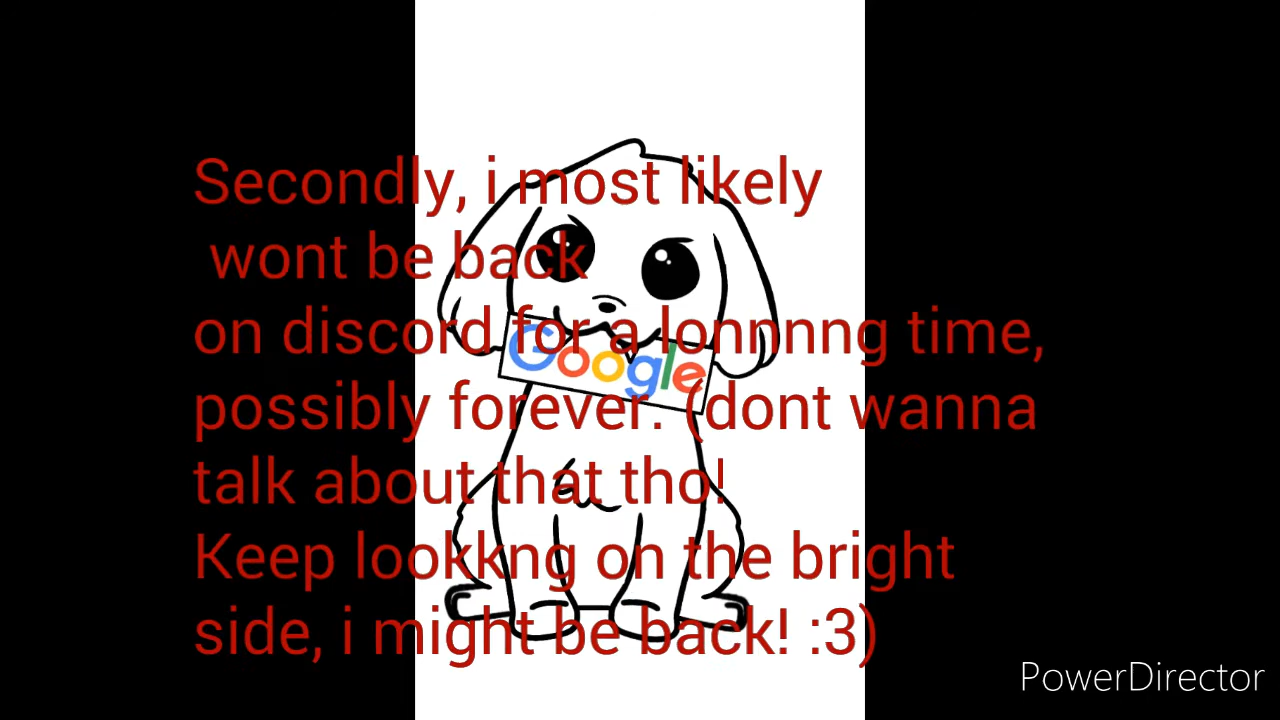 Secondly, i most likely
wont be back
on discord for a lonnnng time,
possibly forever. (dont wanna
talk about that tho!
Keep lookkng on the bright
side, i might be back! :3)
Google
PowerDirector